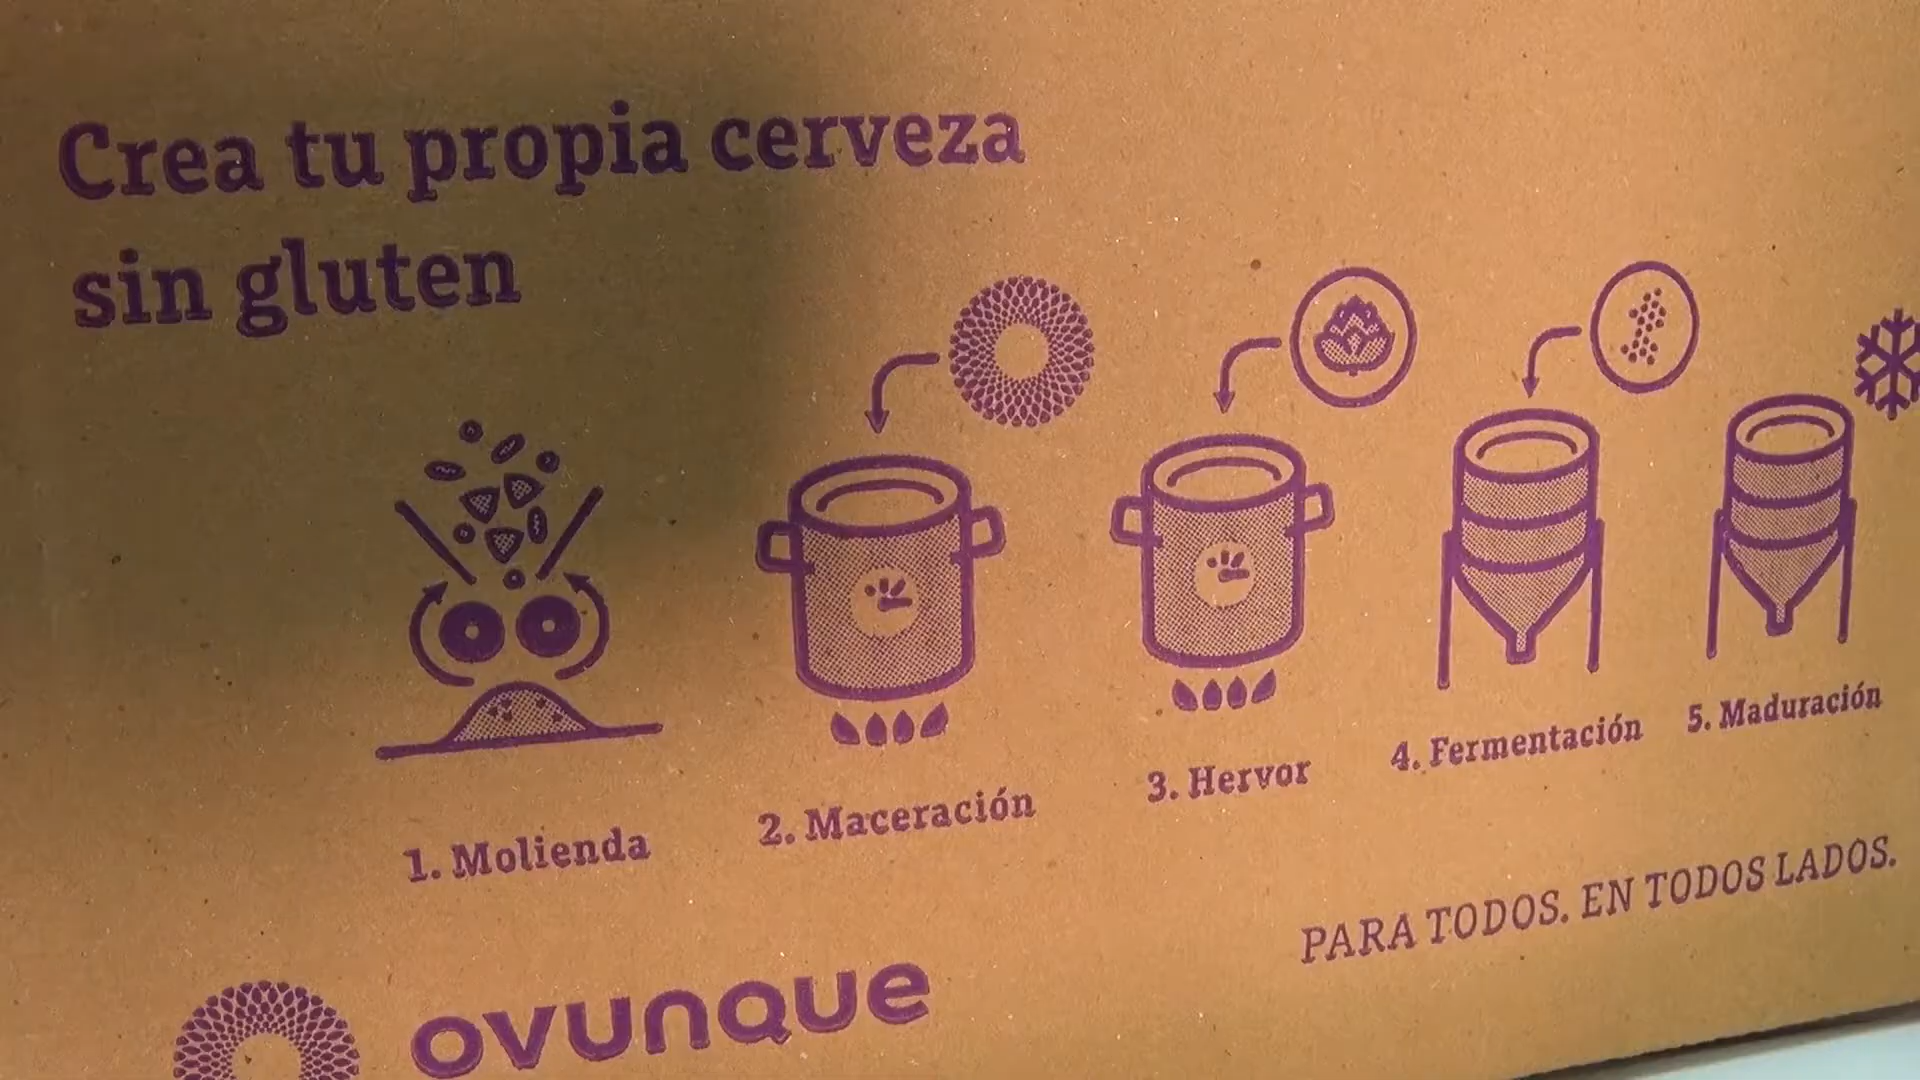 Crea tu propia cerveza
sin gluten
1. Molienda
2. Maceración
3. Hervor
4. Fermentación
5. Maduración
PARA TODOS. EN TODOS LADOS.
ovunque